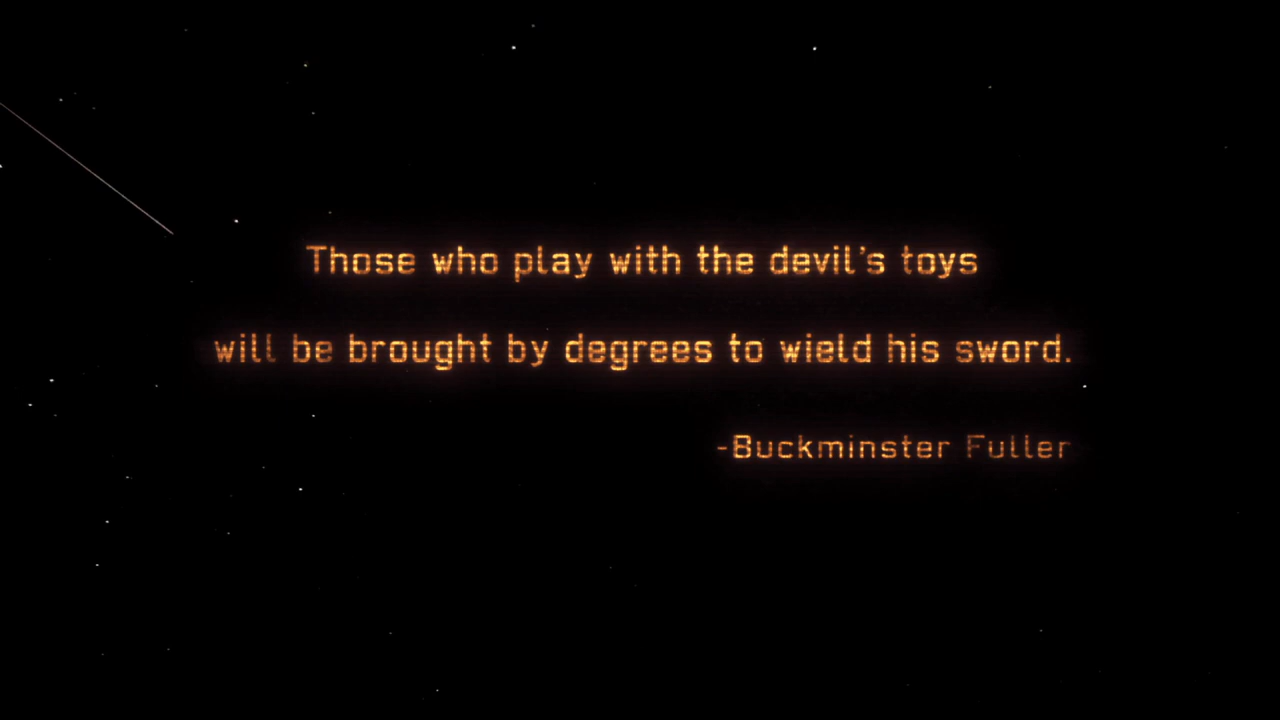 Those who play with the devil's toys
will be brought by degrees to wield his sword.
-Buckminster Fuller